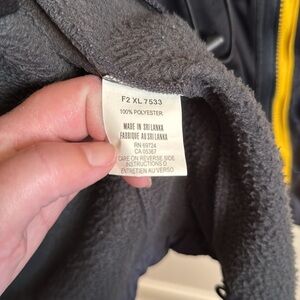 F2 XL 7533
100% POLYESTER
MADE IN SRI LANKA
FABRIQUE AU SRI LANKA
RN 69724
CA 05367
CARE ON REVERSE SIDE
INSTRUCTIONS D
ENTRETIEN AU VERSO